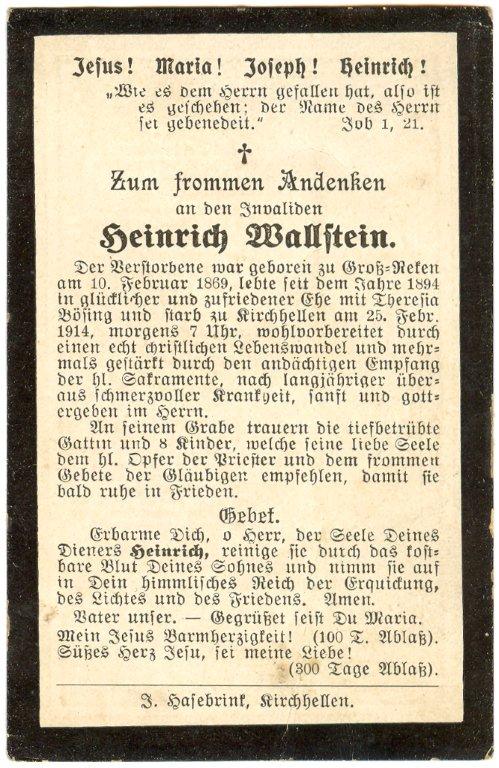 Jesus! Maria! Joseph! Heinrich!
„Wie es dem Herrn gefallen hat, also ist
es geschehen; der Name des Herrn
sei gebenedeit.“ Job 1, 21.
†
Zum frommen Andenken
an den Invaliden
Heinrich Wallstein.
Der Verstorbene war geboren zu Groß-Reken
am 10. Februar 1869, lebte seit dem Jahre 1894
in glücklicher und zufriedener Ehe mit Theresia
Bösing und starb zu Kirchhellen am 25. Febr.
1914, morgens 7 Uhr, wohlvorbereitet durch
einen echt christlichen Lebenswandel und mehr-
mals gestärkt durch den andächtigen Empfang
der hl. Sakramente, nach langjähriger über-
aus schmerzvoller Krankheit, sanft und gott-
ergeben im Herrn.
An seinem Grabe trauern die tiefbetrübte
Gattin und 8 Kinder, welche seine liebe Seele
dem hl. Opfer der Priester und dem frommen
Gebete der Gläubigen empfehlen, damit sie
bald ruhe in Frieden.
Gebet.
Erbarme Dich, o Herr, der Seele Deines
Dieners Heinrich, reinige sie durch das kost-
bare Blut Deines Sohnes und nimm sie auf
in Dein himmlisches Reich der Erquickung,
des Lichtes und des Friedens. Amen.
Vater unser. — Gegrüßet seist Du Maria.
Mein Jesus Barmherzigkeit! (100 T. Ablaß).
Süßes Herz Jesu, sei meine Liebe!
(300 Tage Ablaß).
J. Hasebrink, Kirchhellen.